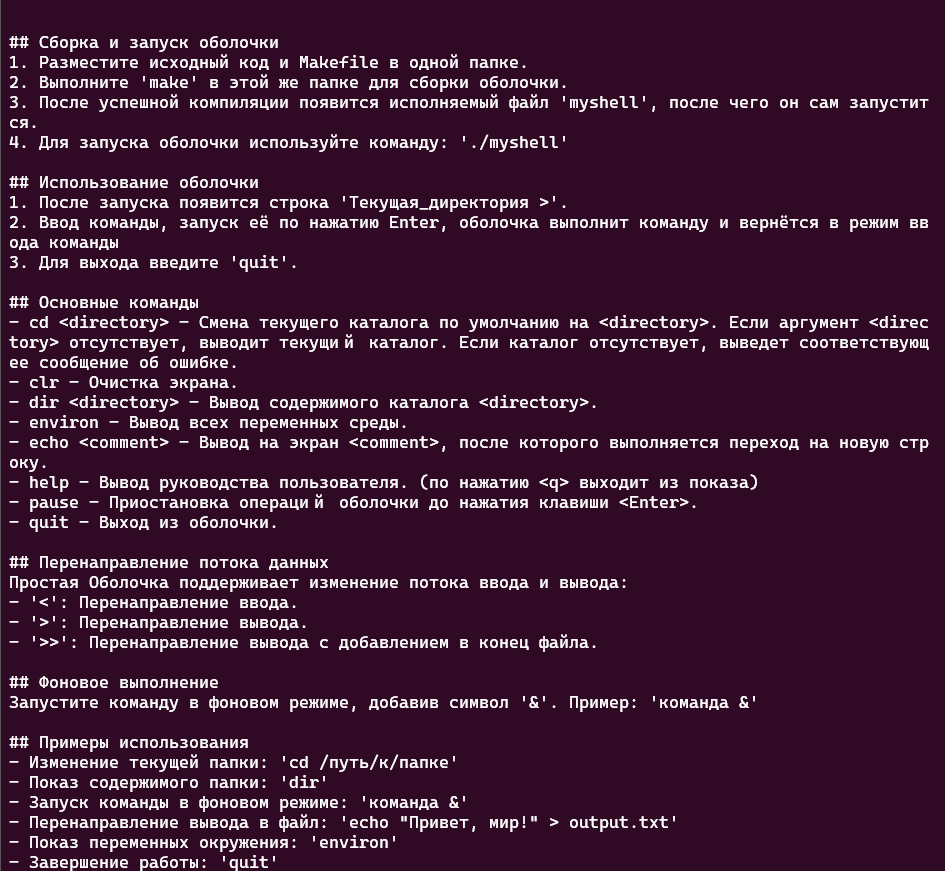 ## Сборка и запуск оболочки
1. Разместите исходный код и Makefile в одной папке.
2. Выполните 'make' в этой же папке для сборки оболочки.
3. После успешной компиляции появится исполняемый файл 'myshell', после чего он сам запустит
ся.
4. Для запуска оболочки используйте команду: './myshell'

## Использование оболочки
1. После запуска появится строка 'Текущая_директория >'.
2. Ввод команды, запуск её по нажатию Enter, оболочка выполнит команду и вернётся в режим вв
ода команды
3. Для выхода введите 'quit'.

## Основные команды
- cd <directory> - Смена текущего каталога по умолчанию на <directory>. Если аргумент <direc
tory> отсутствует, выводит текущий каталог. Если каталог отсутствует, выведет соответствующ
ее сообщение об ошибке.
- clr - Очистка экрана.
- dir <directory> - Вывод содержимого каталога <directory>.
- environ - Вывод всех переменных среды.
- echo <comment> - Вывод на экран <comment>, после которого выполняется переход на новую стр
оку.
- help - Вывод руководства пользователя. (по нажатию <q> выходит из показа)
- pause - Приостановка операций оболочки до нажатия клавиши <Enter>.
- quit - Выход из оболочки.

## Перенаправление потока данных
Простая Оболочка поддерживает изменение потока ввода и вывода:
- '<': Перенаправление ввода.
- '>': Перенаправление вывода.
- '>>': Перенаправление вывода с добавлением в конец файла.

## Фоновое выполнение
Запустите команду в фоновом режиме, добавив символ '&'. Пример: 'команда &'

## Примеры использования
- Изменение текущей папки: 'cd /путь/к/папке'
- Показ содержимого папки: 'dir'
- Запуск команды в фоновом режиме: 'команда &'
- Перенаправление вывода в файл: 'echo "Привет, мир!" > output.txt'
- Показ переменных окружения: 'environ'
- Завершение работы: 'quit'